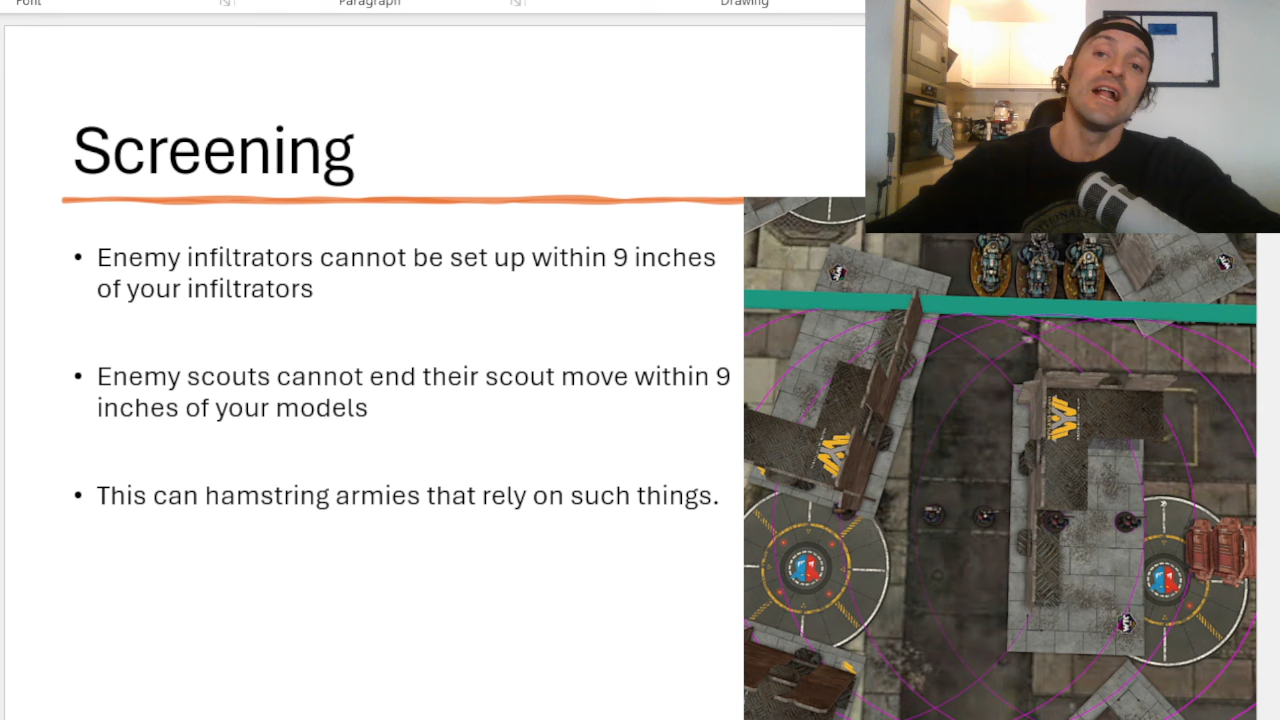 Font
Paragraph
Drawing
Screening
• Enemy infiltrators cannot be set up within 9 inches
of your infiltrators
• Enemy scouts cannot end their scout move within 9
inches of your models
• This can hamstring armies that rely on such things.